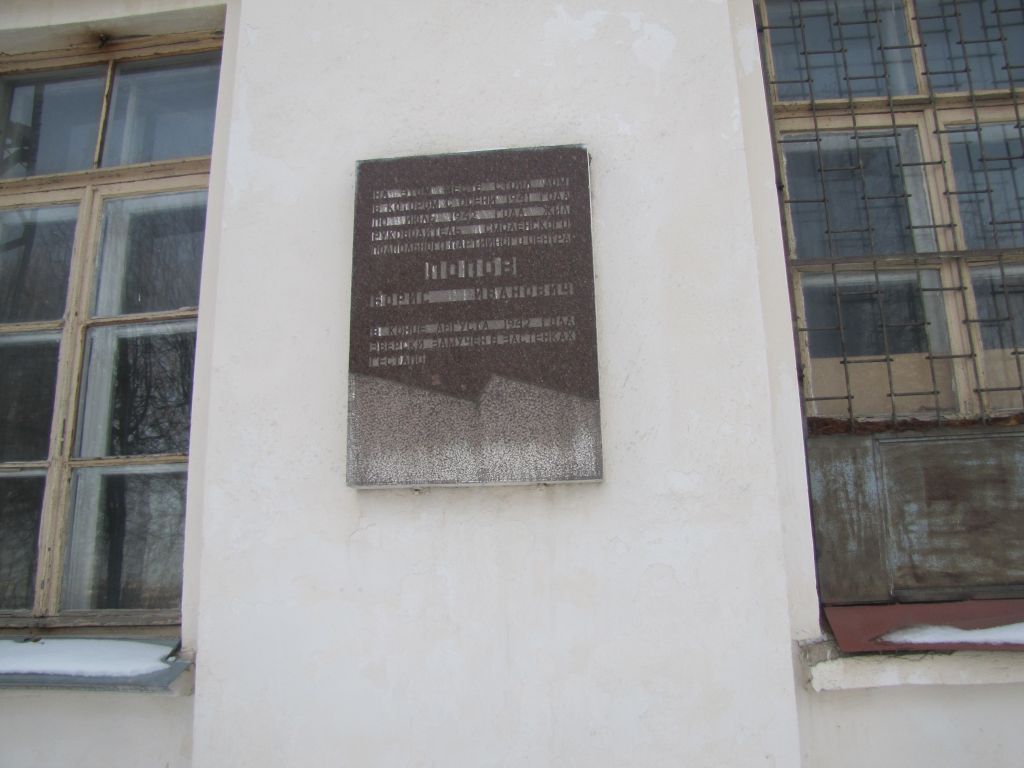 НА ЭТОМ МЕСТЕ СТОЯЛ ДОМ
В КОТОРОМ С ОСЕНИ 1941 ГОДА
ПО ИЮЛЬ 1942 ГОДА ЖИЛ
РУКОВОДИТЕЛЬ СМОЛЕНСКОГО
ПОДПОЛЬНОГО ПАРТИЙНОГО ЦЕНТРА
ПОПОВ
БОРИС ИВАНОВИЧ
В КОНЦЕ АВГУСТА 1942 ГОДА
ЗВЕРСКИ ЗАМУЧЕН В ЗАСТЕНКАХ
ГЕСТАПО